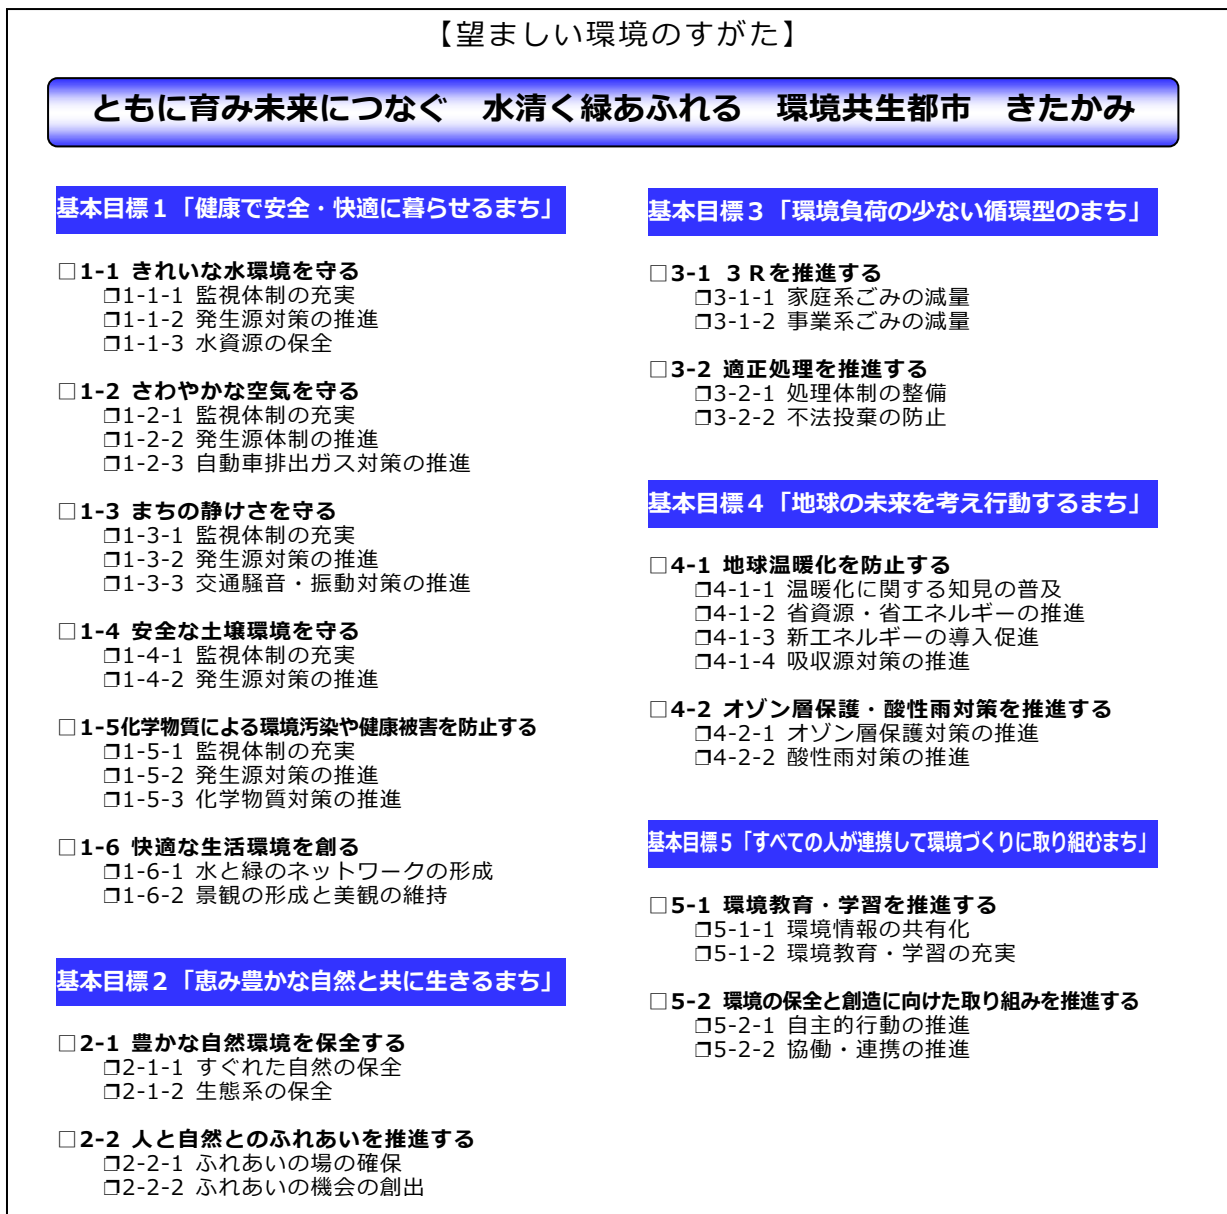 【望ましい環境のすがた】
ともに育み未来につなぐ　水清く緑あふれる　環境共生都市　きたかみ
基本目標１「健康で安全・快適に暮らせるまち」
□1-1 きれいな水環境を守る
❒1-1-1 監視体制の充実
❒1-1-2 発生源対策の推進
❒1-1-3 水資源の保全
□1-2 さわやかな空気を守る
❒1-2-1 監視体制の充実
❒1-2-2 発生源体制の推進
❒1-2-3 自動車排出ガス対策の推進
□1-3 まちの静けさを守る
❒1-3-1 監視体制の充実
❒1-3-2 発生源対策の推進
❒1-3-3 交通騒音・振動対策の推進
□1-4 安全な土壌環境を守る
❒1-4-1 監視体制の充実
❒1-4-2 発生源対策の推進
□1-5化学物質による環境汚染や健康被害を防止する
❒1-5-1 監視体制の充実
❒1-5-2 発生源対策の推進
❒1-5-3 化学物質対策の推進
□1-6 快適な生活環境を創る
❒1-6-1 水と緑のネットワークの形成
❒1-6-2 景観の形成と美観の維持
基本目標２「恵み豊かな自然と共に生きるまち」
□2-1 豊かな自然環境を保全する
❒2-1-1 すぐれた自然の保全
❒2-1-2 生態系の保全
□2-2 人と自然とのふれあいを推進する
❒2-2-1 ふれあいの場の確保
❒2-2-2 ふれあいの機会の創出
基本目標３「環境負荷の少ない循環型のまち」
□3-1 ３Ｒを推進する
❒3-1-1 家庭系ごみの減量
❒3-1-2 事業系ごみの減量
□3-2 適正処理を推進する
❒3-2-1 処理体制の整備
❒3-2-2 不法投棄の防止
基本目標４「地球の未来を考え行動するまち」
□4-1 地球温暖化を防止する
❒4-1-1 温暖化に関する知見の普及
❒4-1-2 省資源・省エネルギーの推進
❒4-1-3 新エネルギーの導入促進
❒4-1-4 吸収源対策の推進
□4-2 オゾン層保護・酸性雨対策を推進する
❒4-2-1 オゾン層保護対策の推進
❒4-2-2 酸性雨対策の推進
基本目標５「すべての人が連携して環境づくりに取り組むまち」
□5-1 環境教育・学習を推進する
❒5-1-1 環境情報の共有化
❒5-1-2 環境教育・学習の充実
□5-2 環境の保全と創造に向けた取り組みを推進する
❒5-2-1 自主的行動の推進
❒5-2-2 協働・連携の推進